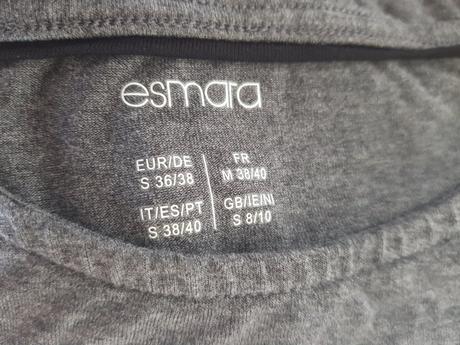 esmara
EUR/DE
S 36/38
FR
M 38/40
IT/ES/PT
S 38/40
GB/IE/NI
S 8/10